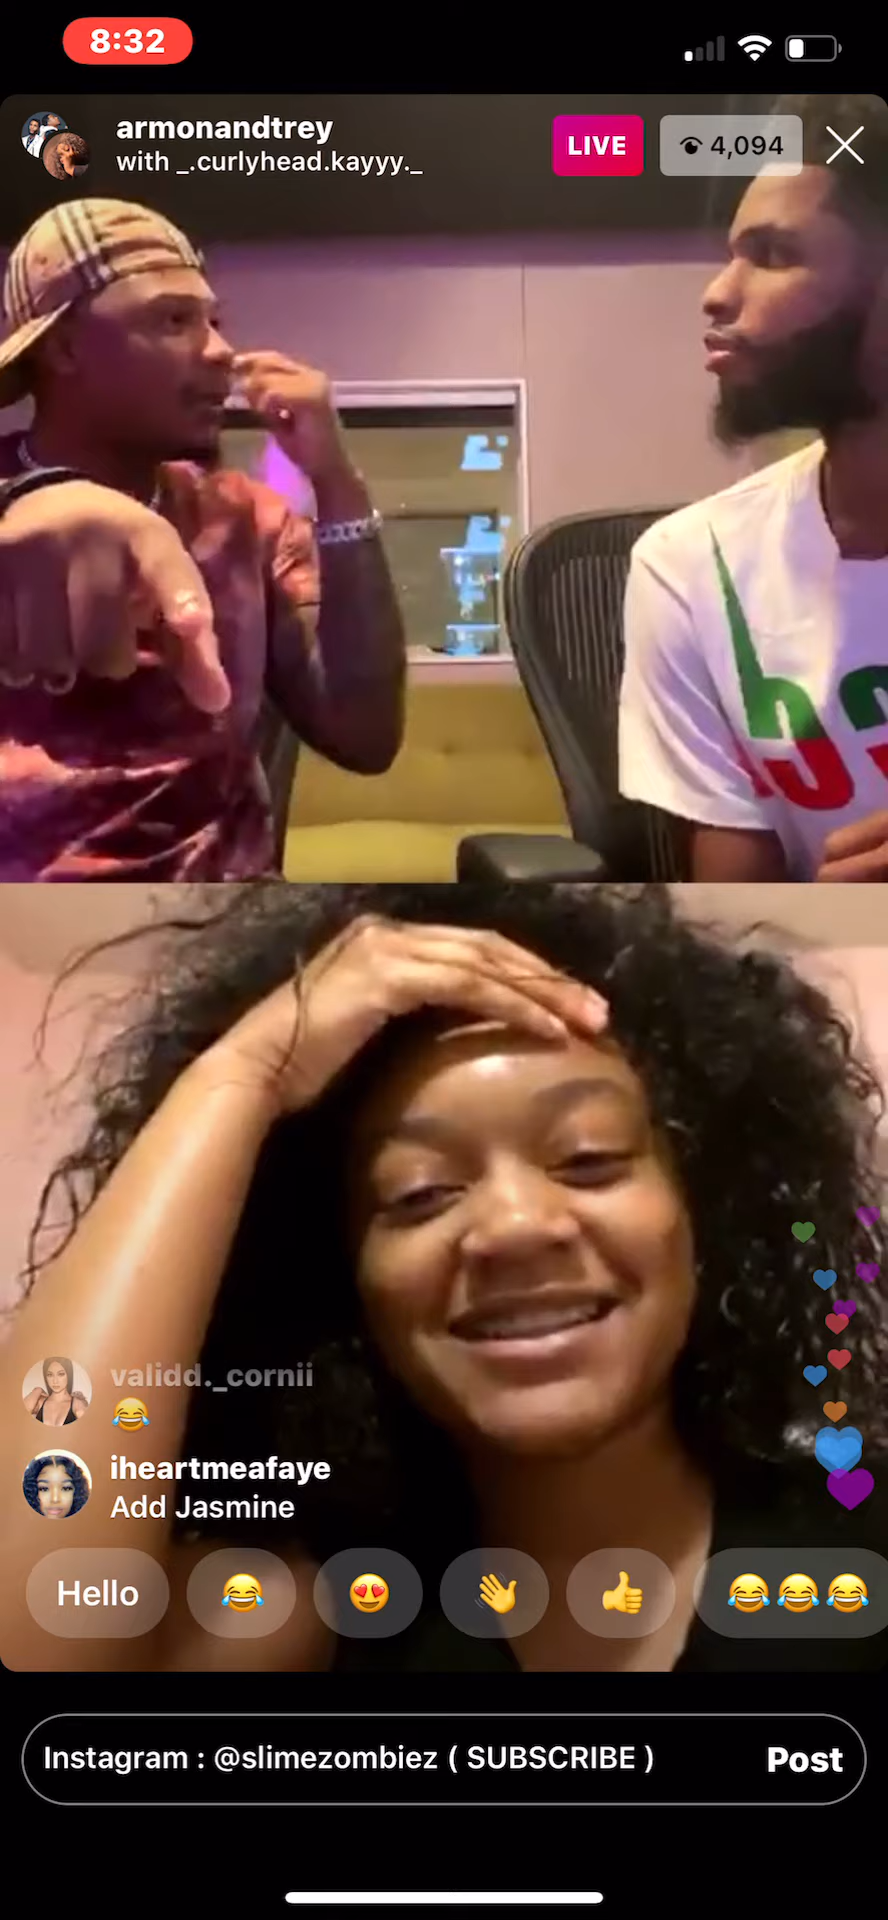 8:32
armonandtrey
with _.curlyhead.kayyy._
LIVE
4,094
validd._cornii
😂
iheartmeafaye
Add Jasmine
Hello 😂 😍 👋 👍 😂😂😂
Instagram : @slimezombiez ( SUBSCRIBE )
Post